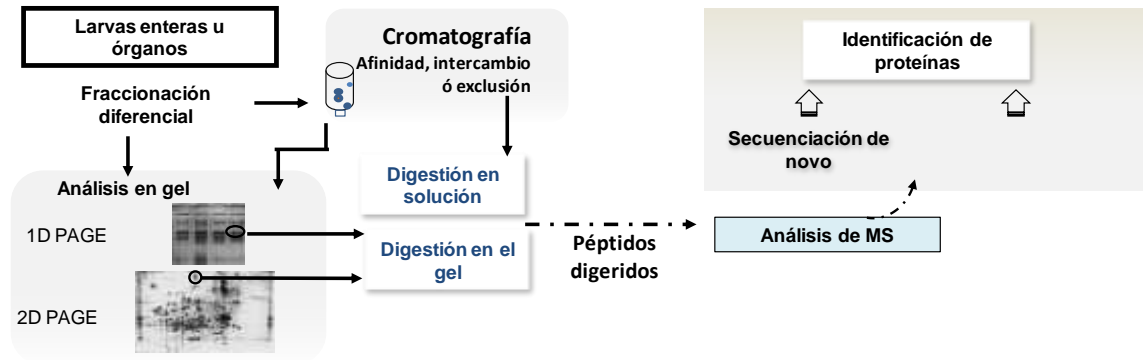 Larvas enteras u
órganos
Fraccionación
diferencial
Cromatografía
Afinidad, intercambio
ó exclusión
Análisis en gel
1D PAGE
2D PAGE
Digestión en
solución
Digestión en el
gel
Péptidos
digeridos
Análisis de MS
Secuenciación de
novo
Identificación de
proteínas